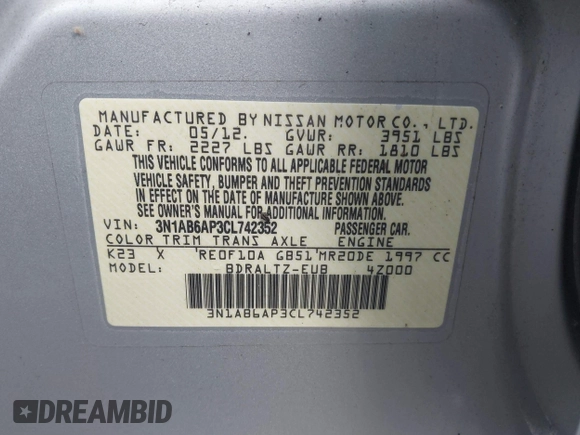 MANUFACTURED BY NISSAN MOTOR CO., LTD.
DATE: 05/12. GVWR: 3951 LBS
GAWR FR: 2227 LBS GAWR RR: 1810 LBS
THIS VEHICLE CONFORMS TO ALL APPLICABLE FEDERAL MOTOR
VEHICLE SAFETY, BUMPER AND THEFT PREVENTION STANDARDS
IN EFFECT ON THE DATE OF MANUFACTURE SHOWN ABOVE.
SEE OWNER'S MANUAL FOR ADDITIONAL INFORMATION.
VIN: 3N1AB6AP3CL742352 PASSENGER CAR.
COLOR TRIM TRANS AXLE ENGINE
K23 X 'RE0F10A GB51'MR20DE 1997 CC
MODEL: BDRALTZ-EUB 4Z000
3N1AB6AP3CL742352
DREAMBID